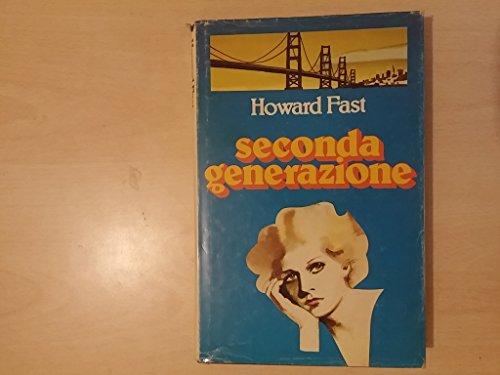 Howard Fast
seconda
generazione